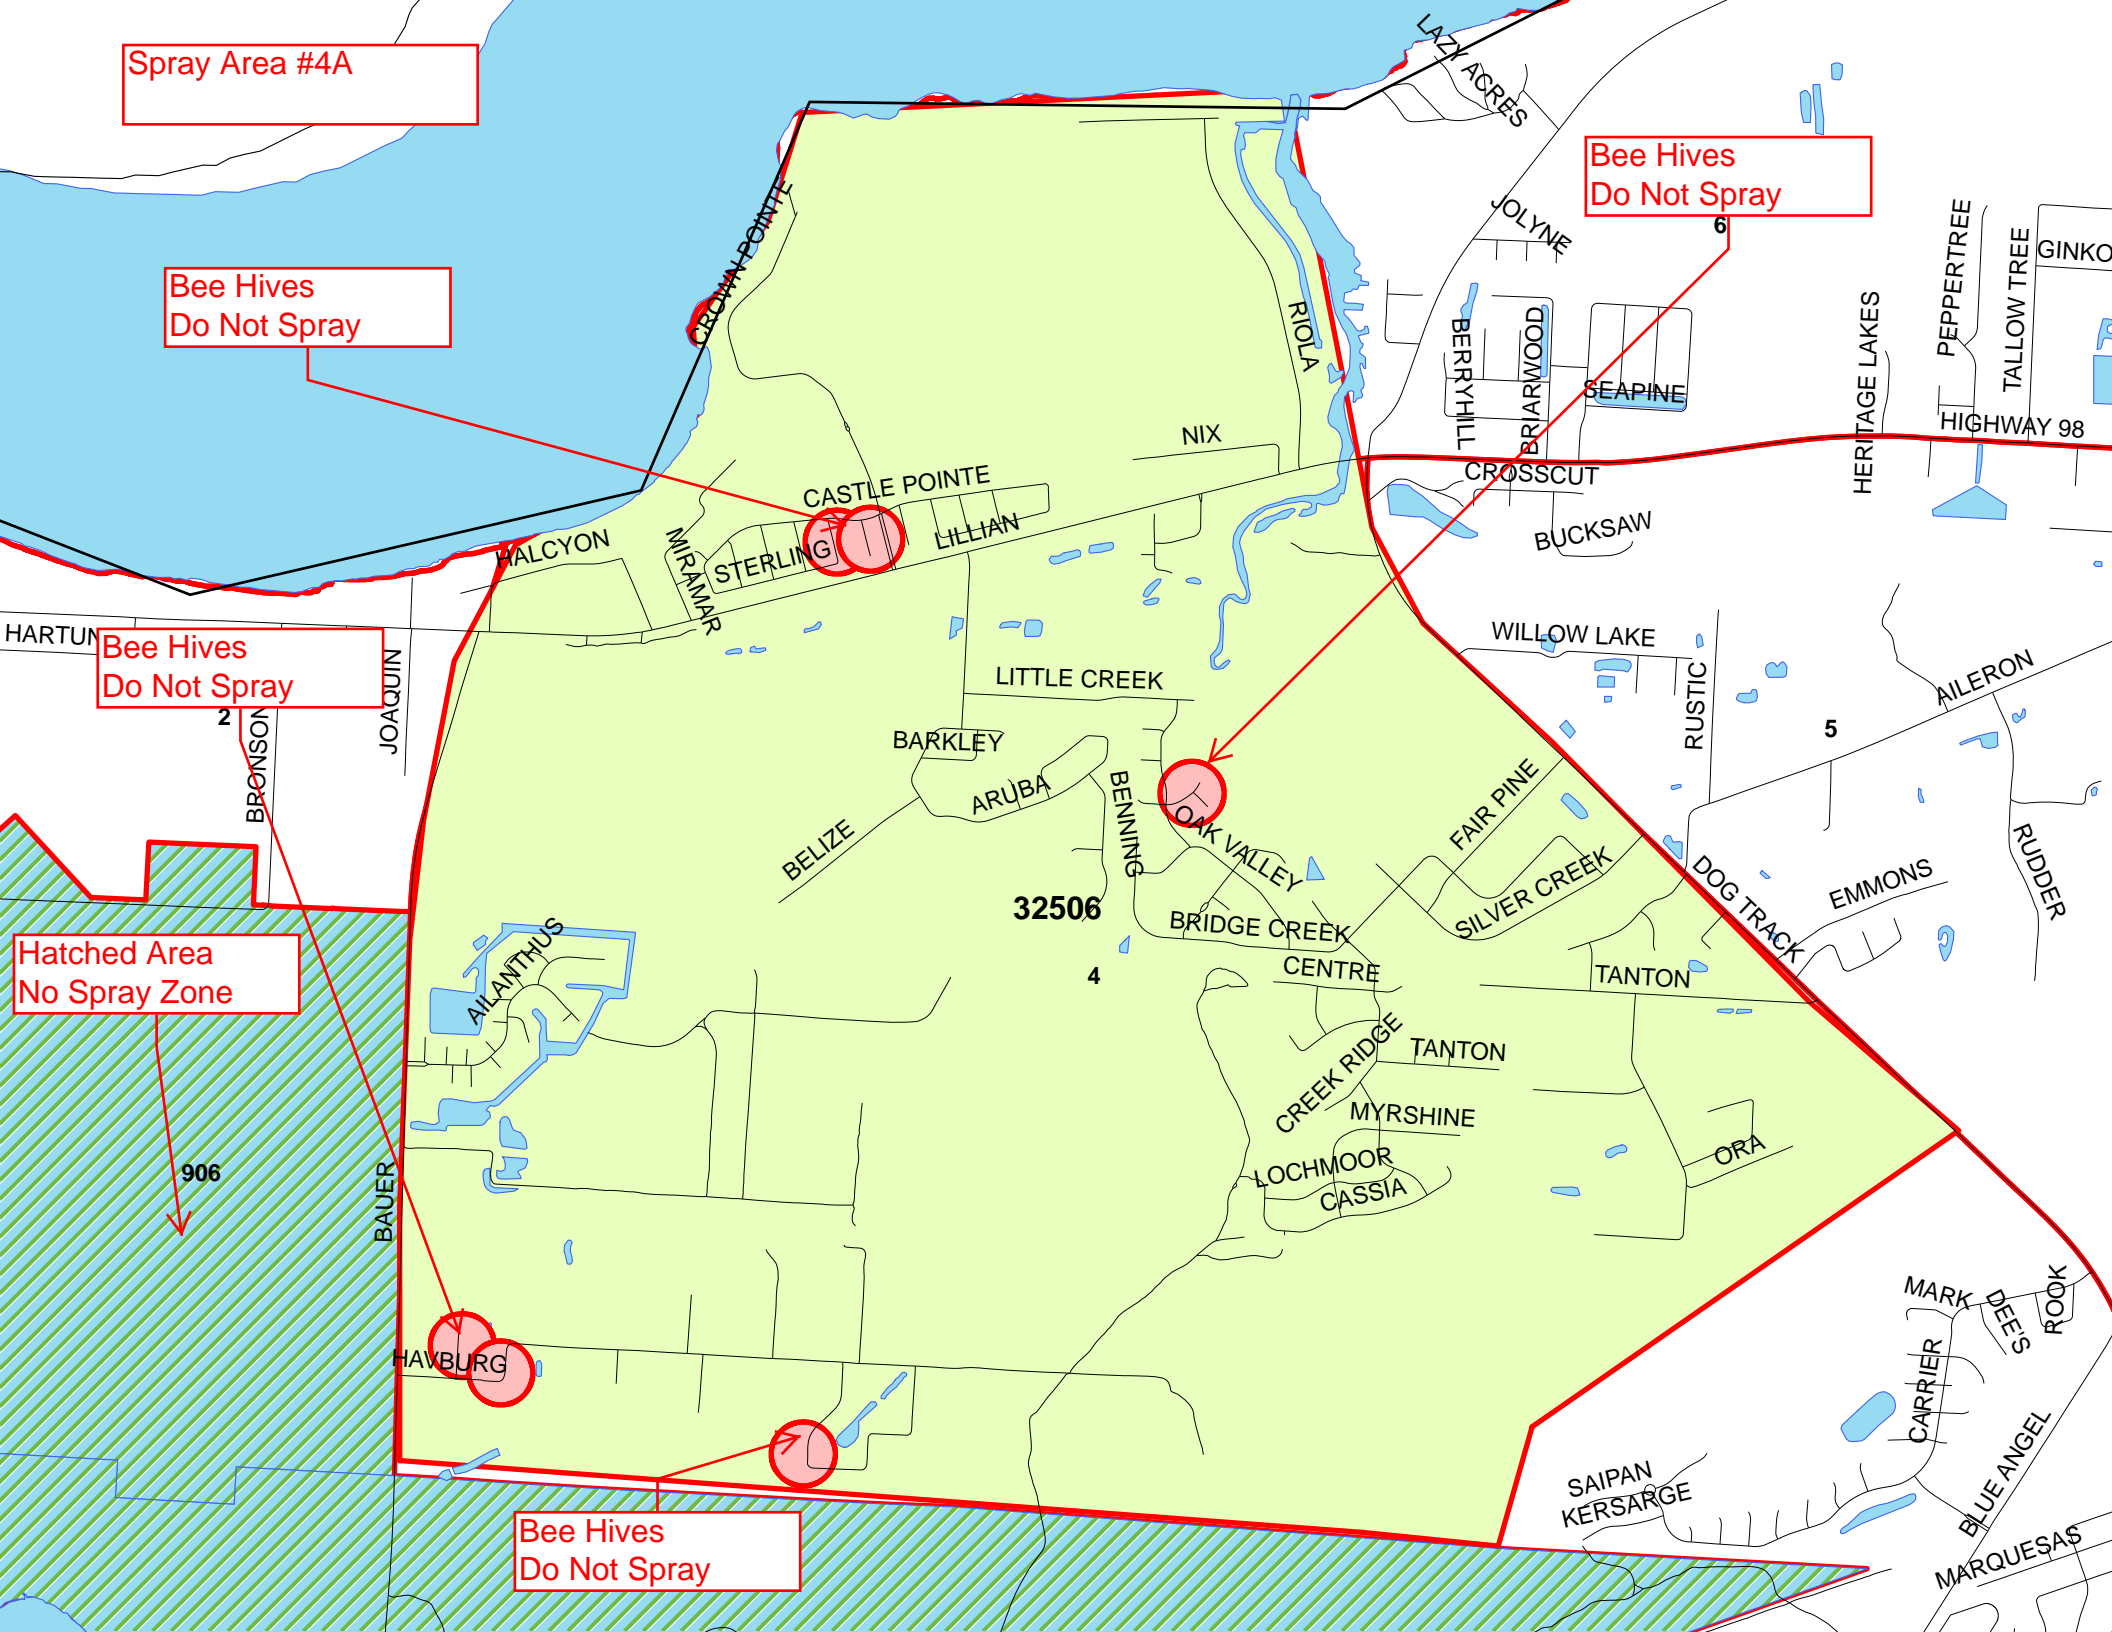 Spray Area #4A
LAZY ACRES
Bee Hives
Do Not Spray
6
JOLYNE
PEPPERTREE
TALLOW TREE
GINKO
CROWN POINTE
Bee Hives
Do Not Spray
RIOLA
BERRYHILL
BRIARWOOD
SEAPINE
HERITAGE LAKES
HIGHWAY 98
NIX
CROSSCUT
CASTLE POINTE
LILLIAN
BUCKSAW
HALCYON
MIRAMAR
STERLING
HARTUN
Bee Hives
Do Not Spray
2
BRONSON
JOAQUIN
WILLOW LAKE
RUSTIC
AILERON
5
LITTLE CREEK
BARKLEY
ARUBA
BENNING
BELIZE
OAK VALLEY
FAIR PINE
SILVER CREEK
DOG TRACK
EMMONS
RUDDER
32506
BRIDGE CREEK
4
CENTRE
TANTON
AILANTHUS
Hatched Area
No Spray Zone
CREEK RIDGE
TANTON
MYRSHINE
906
BAUER
LOCHMOOR
CASSIA
ORA
MARK
DEE'S
ROOK
CARRIER
HAVBURG
BLUE ANGEL
SAIPAN
KERSARGE
Bee Hives
Do Not Spray
MARQUESAS